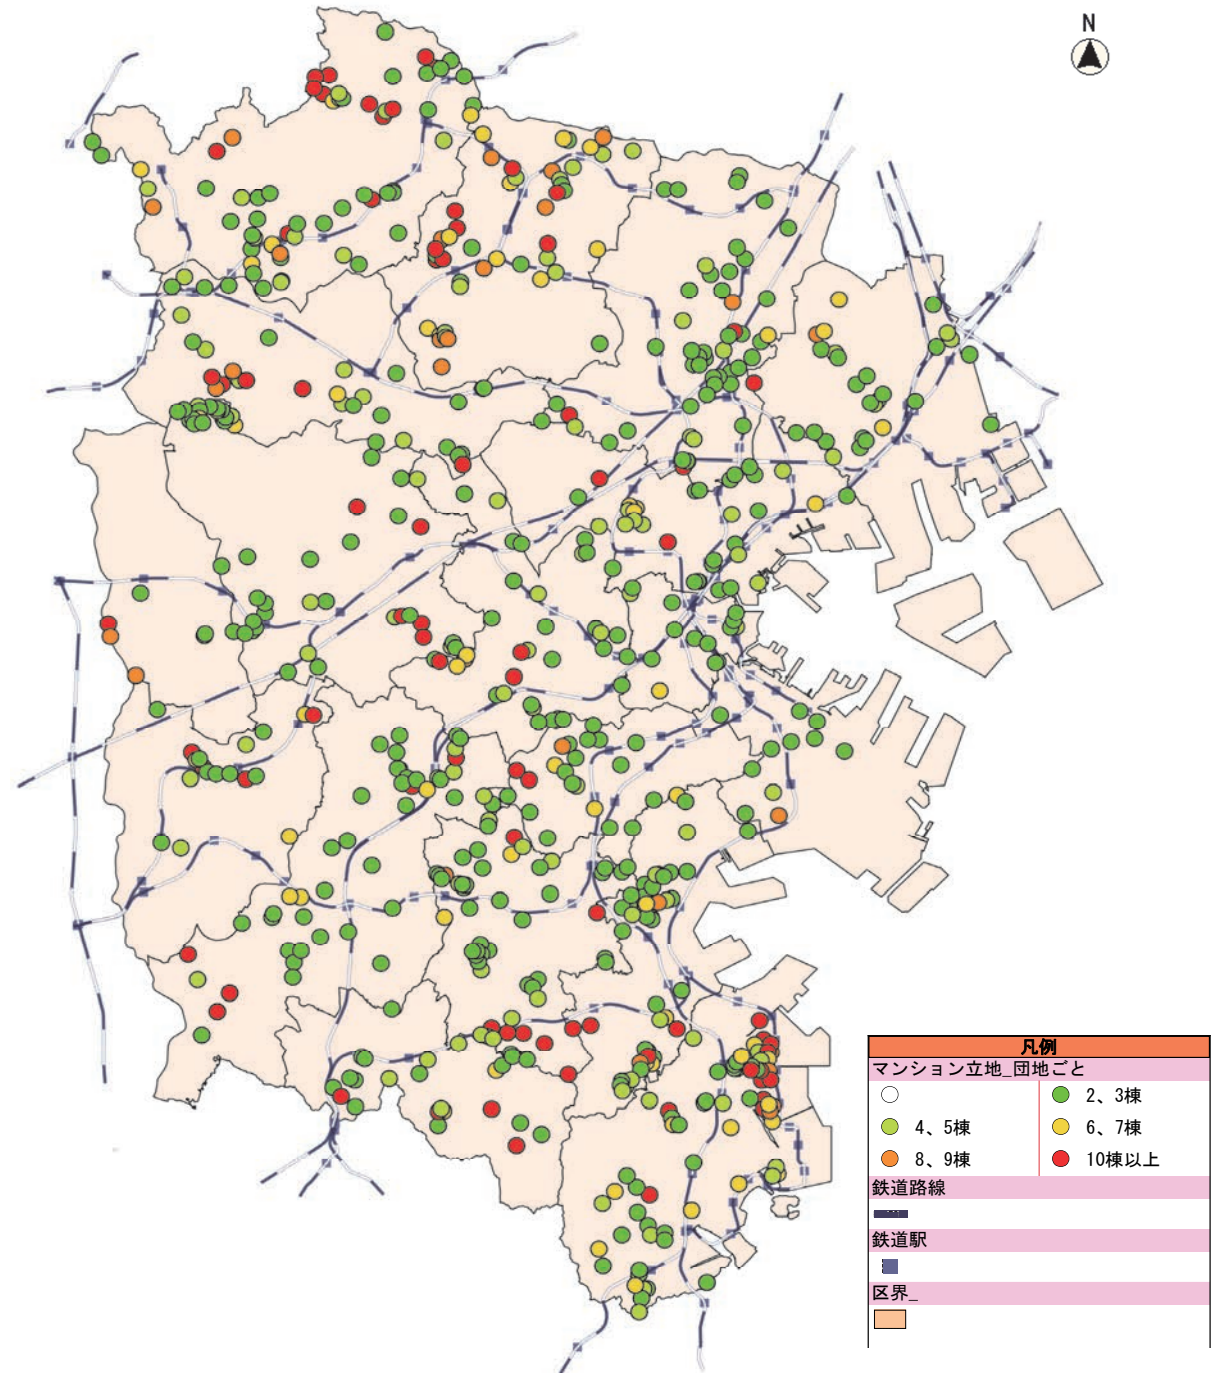 N
凡例
マンション立地_団地ごと
2、3棟
4、5棟
6、7棟
8、9棟
10棟以上
鉄道路線
鉄道駅
区界_